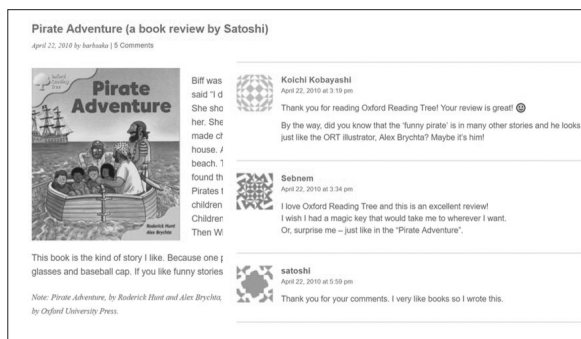 Pirate Adventure (a book review by Satoshi)
April 22, 2010 by barbsaka | 5 Comments
Oxford
Reading
Tree
Pirate
Adventure
Roderick Hunt
Alex Brychta
Biff was
said "I d
She sho
her. She
made ch
house. A
beach. T
found th
Pirates f
children
Children
Then Wi
This book is the kind of story I like. Because one p
glasses and baseball cap. If you like funny stories
Note: Pirate Adventure, by Roderick Hunt and Alex Brychta,
by Oxford University Press.
Koichi Kobayashi
April 22, 2010 at 3:19 pm
Thank you for reading Oxford Reading Tree! Your review is great!
By the way, did you know that the 'funny pirate' is in many other stories and he looks
just like the ORT illustrator, Alex Brychta? Maybe it's him!
Sebnem
April 22, 2010 at 3:34 pm
I love Oxford Reading Tree and this is an excellent review!
I wish I had a magic key that would take me to wherever I want.
Or, surprise me – just like in the "Pirate Adventure".
satoshi
April 22, 2010 at 5:59 pm
Thank you for your comments. I very like books so I wrote this.